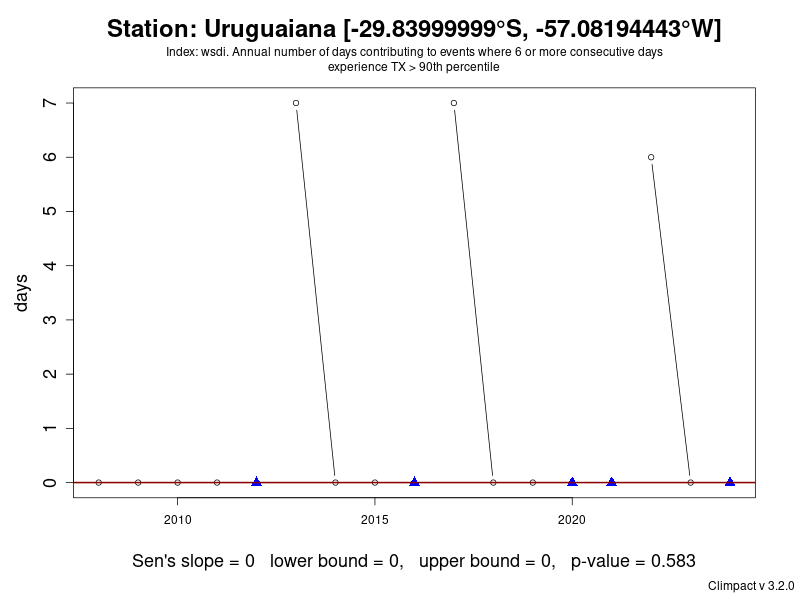 Station: Uruguaiana [-29.83999999°S, -57.08194443°W]
Index: wsdi. Annual number of days contributing to events where 6 or more consecutive days
experience TX > 90th percentile
7
6
5
4
3
2
1
0
days
2010 2015 2020
Sen's slope = 0 lower bound = 0, upper bound = 0, p-value = 0.583
Climpact v 3.2.0